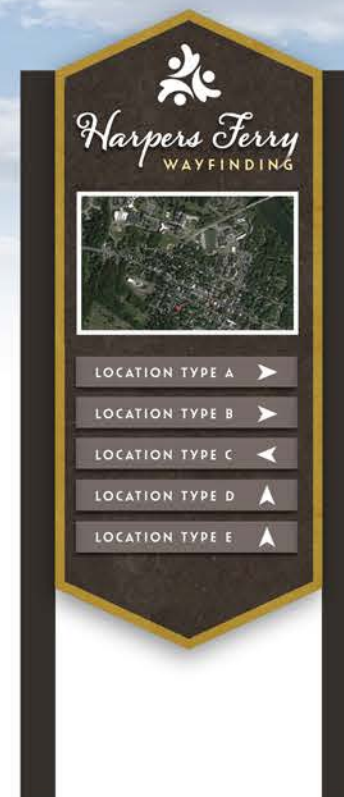 Harpers Ferry
WAYFINDING
LOCATION TYPE A
LOCATION TYPE B
LOCATION TYPE C
LOCATION TYPE D
LOCATION TYPE E